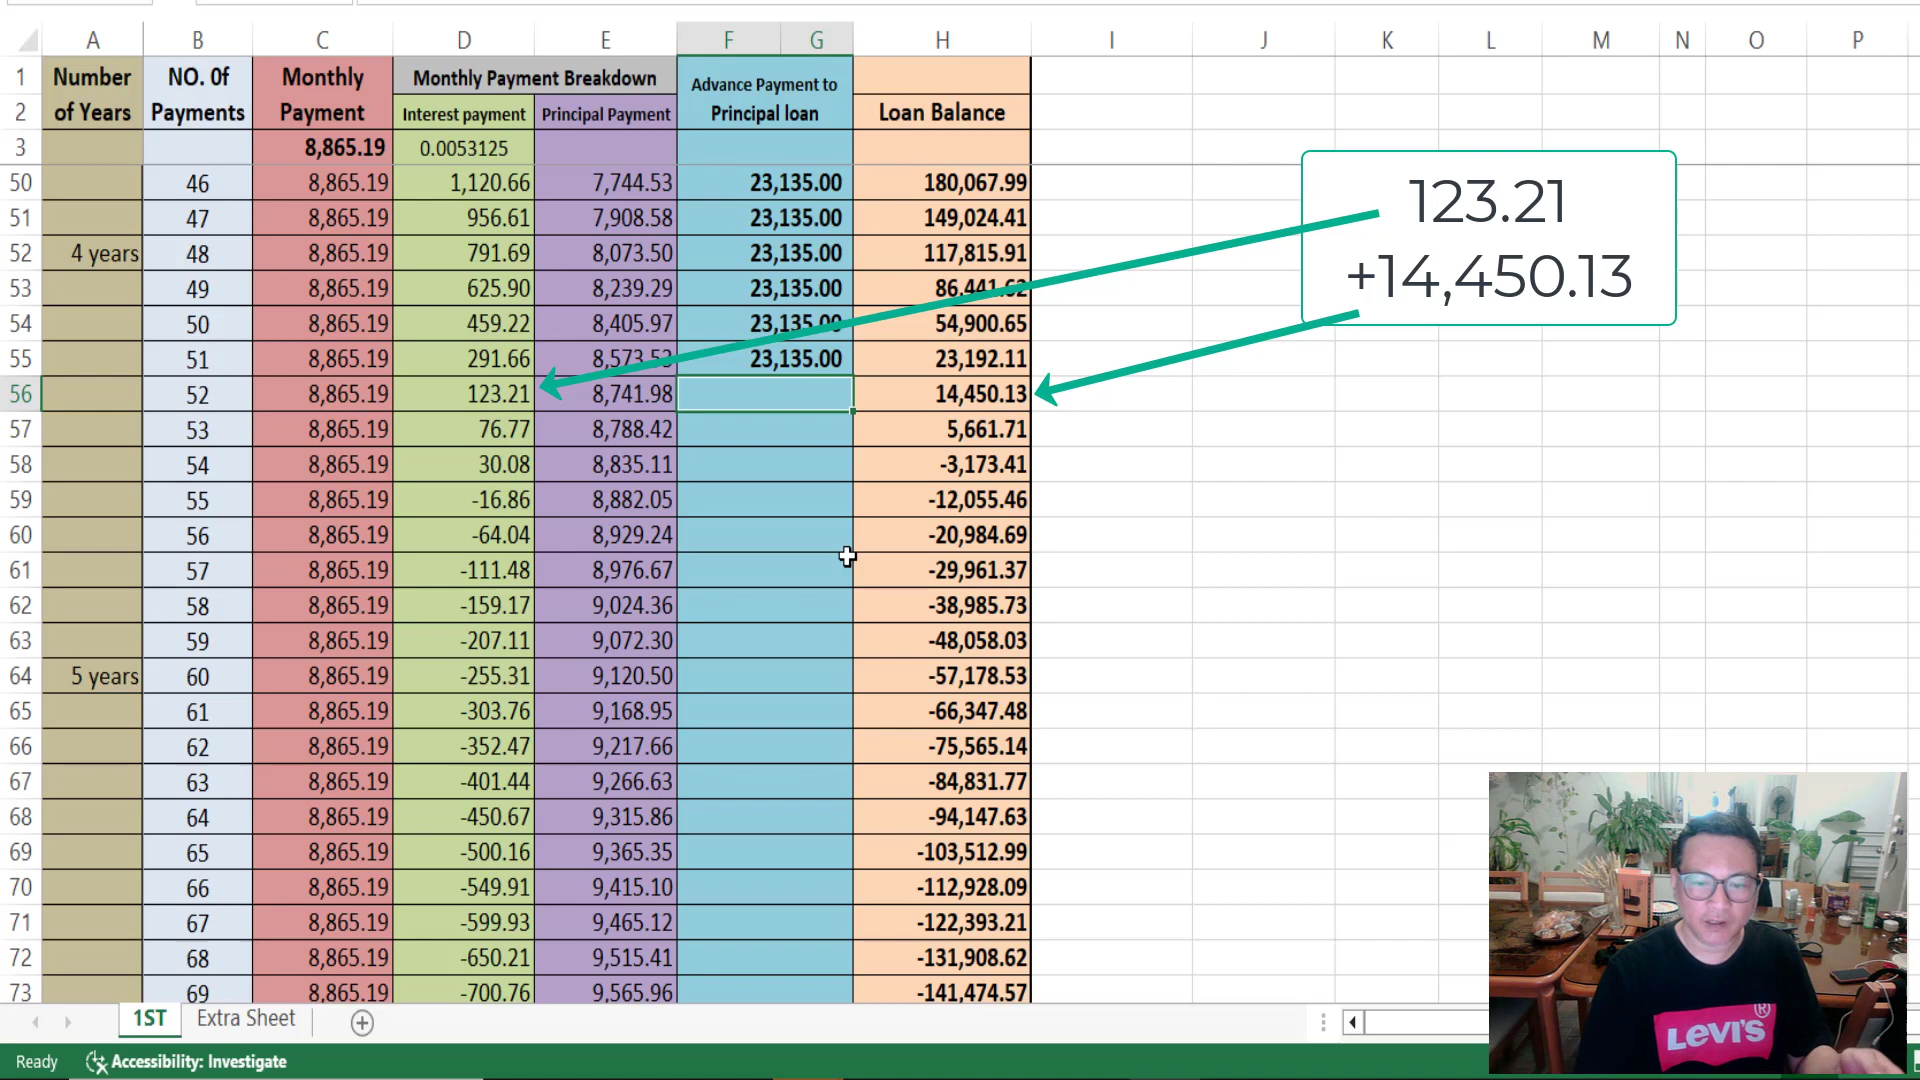 A B C D E F G H I J K L M N O P
1 Number NO. 0f Monthly Monthly Payment Breakdown Advance Payment to
2 of Years Payments Payment Interest payment Principal Payment Principal loan Loan Balance
3 8,865.19 0.0053125
50 46 8,865.19 1,120.66 7,744.53 23,135.00 180,067.99
51 47 8,865.19 956.61 7,908.58 23,135.00 149,024.41
52 4 years 48 8,865.19 791.69 8,073.50 23,135.00 117,815.91
53 49 8,865.19 625.90 8,239.29 23,135.00 86,441.62
54 50 8,865.19 459.22 8,405.97 23,135.00 54,900.65
55 51 8,865.19 291.66 8,573.53 23,135.00 23,192.11
56 52 8,865.19 123.21 8,741.98 14,450.13
57 53 8,865.19 76.77 8,788.42 5,661.71
58 54 8,865.19 30.08 8,835.11 -3,173.41
59 55 8,865.19 -16.86 8,882.05 -12,055.46
60 56 8,865.19 -64.04 8,929.24 -20,984.69
61 57 8,865.19 -111.48 8,976.67 -29,961.37
62 58 8,865.19 -159.17 9,024.36 -38,985.73
63 59 8,865.19 -207.11 9,072.30 -48,058.03
64 5 years 60 8,865.19 -255.31 9,120.50 -57,178.53
65 61 8,865.19 -303.76 9,168.95 -66,347.48
66 62 8,865.19 -352.47 9,217.66 -75,565.14
67 63 8,865.19 -401.44 9,266.63 -84,831.77
68 64 8,865.19 -450.67 9,315.86 -94,147.63
69 65 8,865.19 -500.16 9,365.35 -103,512.99
70 66 8,865.19 -549.91 9,415.10 -112,928.09
71 67 8,865.19 -599.93 9,465.12 -122,393.21
72 68 8,865.19 -650.21 9,515.41 -131,908.62
73 69 8,865.19 -700.76 9,565.96 -141,474.57
123.21
+14,450.13
1ST Extra Sheet
Ready Accessibility: Investigate
LEVI'S ®